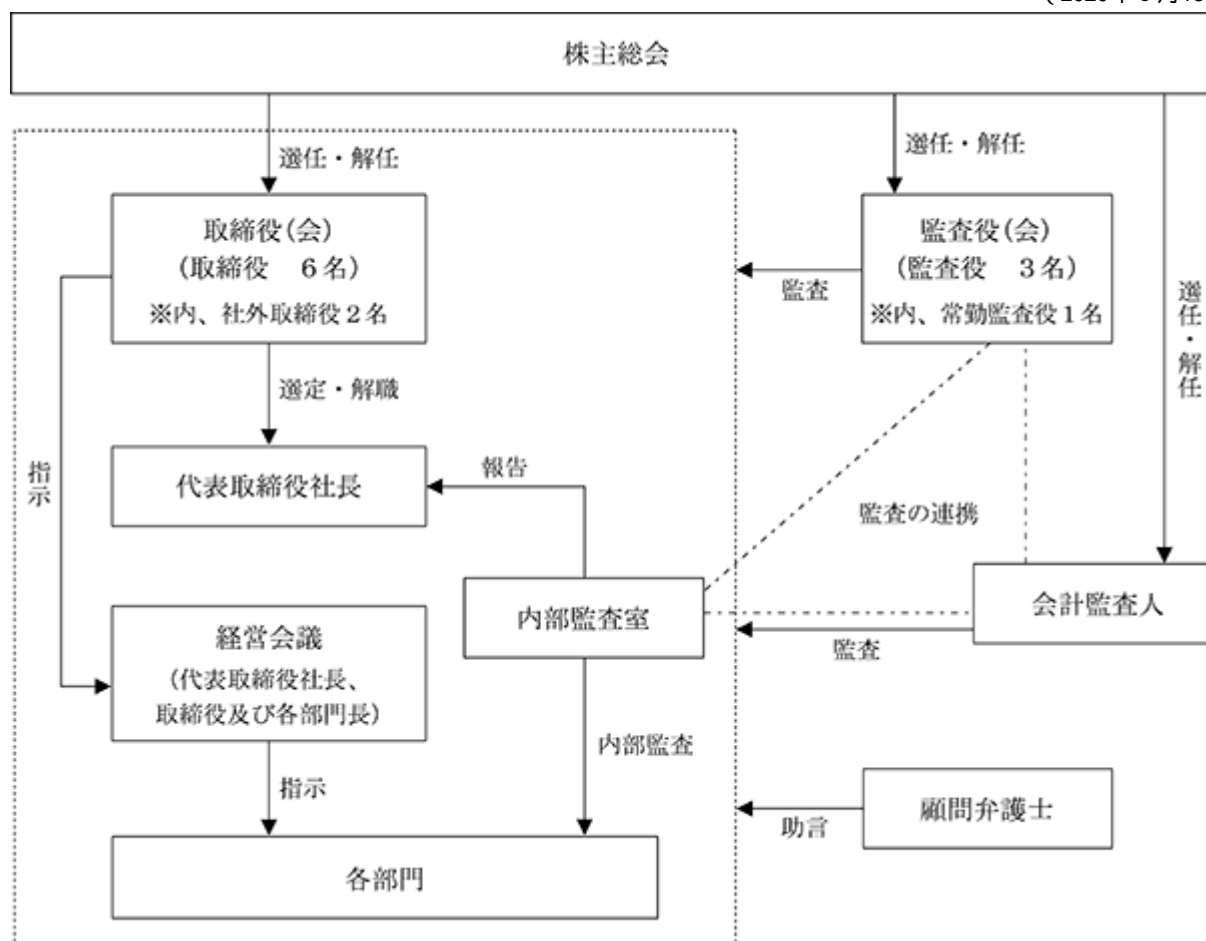 株主総会
選任・解任
選任・解任
取締役(会)
(取締役　６名)
※内、社外取締役２名
監査役(会)
(監査役　３名)
※内、常勤監査役１名
監査
選任・解任
選定・解職
指示
代表取締役社長
報告
監査の連携
内部監査室
会計監査人
監査
経営会議
(代表取締役社長、
取締役及び各部門長)
内部監査
指示
顧問弁護士
助言
各部門